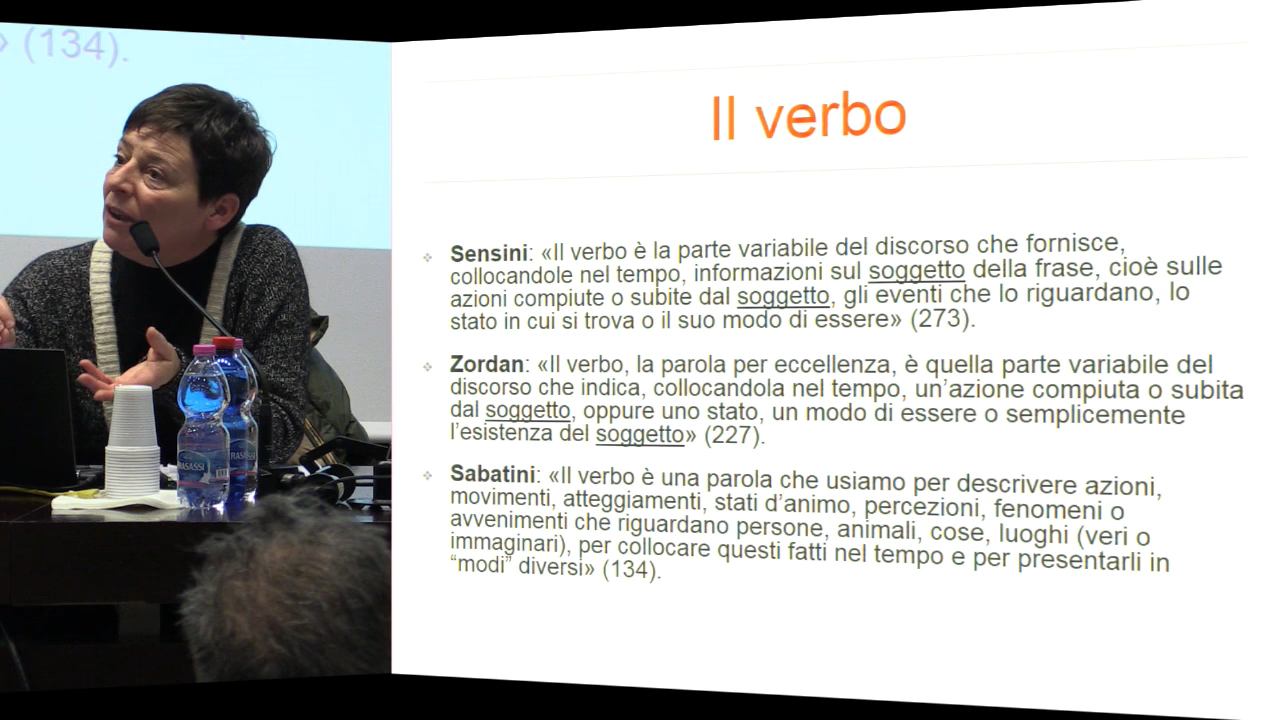 » (134).
Il verbo
Sensini: «Il verbo è la parte variabile del discorso che fornisce,
collocandole nel tempo, informazioni sul soggetto della frase, cioè sulle
azioni compiute o subite dal soggetto, gli eventi che lo riguardano, lo
stato in cui si trova o il suo modo di essere» (273).
Zordan: «Il verbo, la parola per eccellenza, è quella parte variabile del
discorso che indica, collocandola nel tempo, un’azione compiuta o subita
dal soggetto, oppure uno stato, un modo di essere o semplicemente
l’esistenza del soggetto» (227).
Sabatini: «Il verbo è una parola che usiamo per descrivere azioni,
movimenti, atteggiamenti, stati d’animo, percezioni, fenomeni o
avvenimenti che riguardano persone, animali, cose, luoghi (veri o
immaginari), per collocare questi fatti nel tempo e per presentarli in
“modi” diversi» (134).